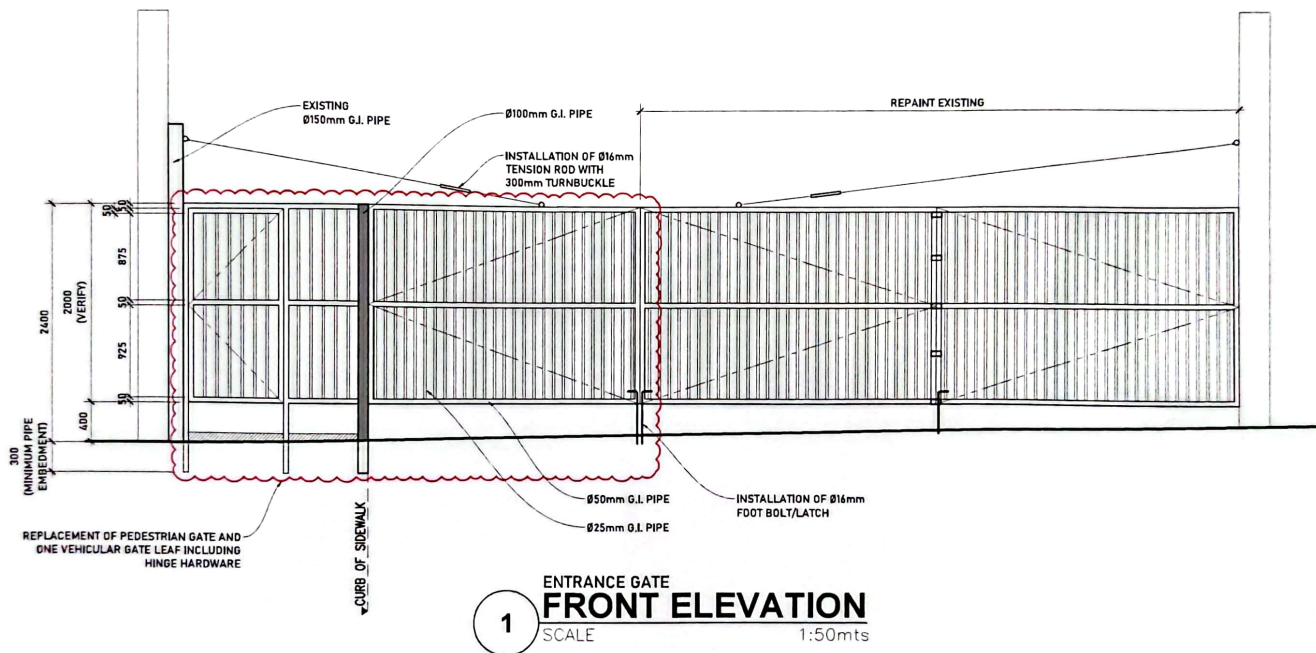 EXISTING
Ø150mm G.I. PIPE
Ø100mm G.I. PIPE
REPAINT EXISTING
INSTALLATION OF Ø16mm
TENSION ROD WITH
300mm TURNBUCKLE
50
50
875
50
925
50
2000
(VERIFY)
2400
400
300
(MINIMUM PIPE
EMBEDMENT)
REPLACEMENT OF PEDESTRIAN GATE AND
ONE VEHICULAR GATE LEAF INCLUDING
HINGE HARDWARE
CURB OF SIDEWALK
Ø50mm G.I. PIPE
Ø25mm G.I. PIPE
INSTALLATION OF Ø16mm
FOOT BOLT/LATCH
1
ENTRANCE GATE
FRONT ELEVATION
SCALE 1:50mts